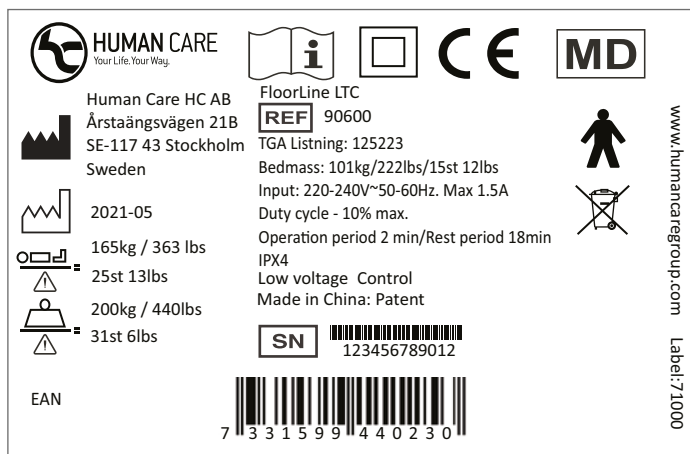 HUMAN CARE
Your Life. Your Way.
i
CE
MD
Human Care HC AB
Årstaängsvägen 21B
SE-117 43 Stockholm
Sweden
2021-05
165kg / 363 lbs
25st 13lbs
200kg / 440lbs
31st 6lbs
EAN
FloorLine LTC
REF 90600
TGA Listning: 125223
Bedmass: 101kg/222lbs/15st 12lbs
Input: 220-240V~50-60Hz. Max 1.5A
Duty cycle - 10% max.
Operation period 2 min/Rest period 18min
IPX4
Low voltage Control
Made in China: Patent
SN
123456789012
7 331599 440230
www.humancaregroup.com
Label:71000